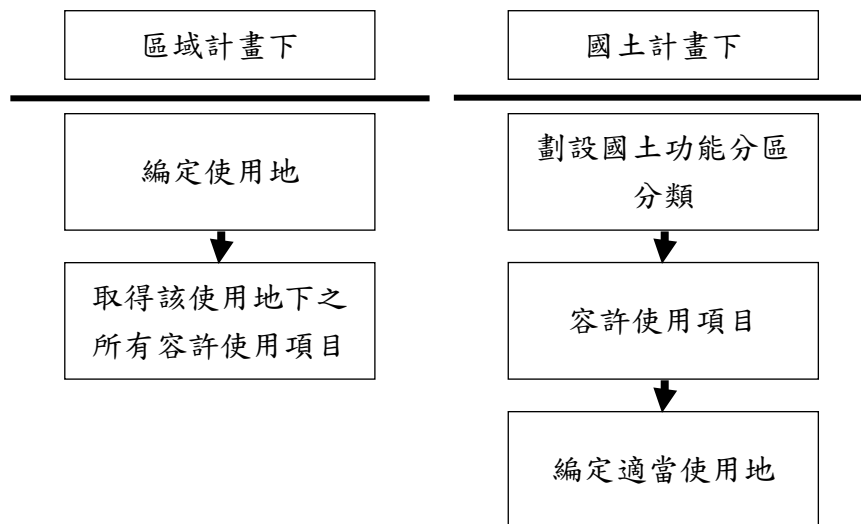 區域計畫下
編定使用地
取得該使用地下之
所有容許使用項目
國土計畫下
劃設國土功能分區
分類
容許使用項目
編定適當使用地